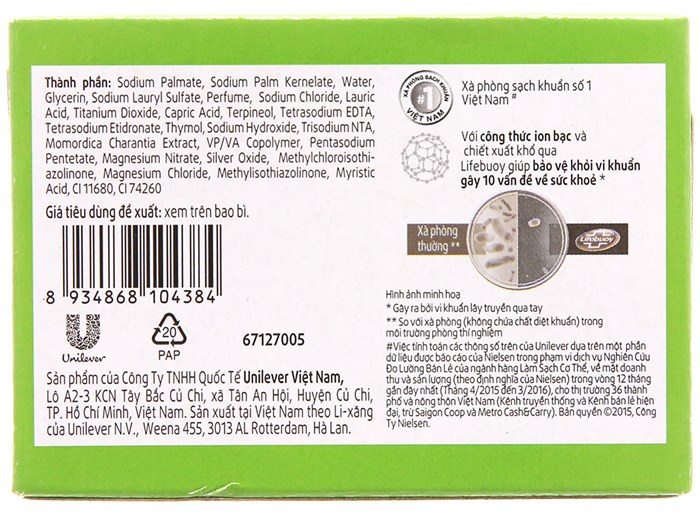 Thành phần: Sodium Palmate, Sodium Palm Kernelate, Water,
Glycerin, Sodium Lauryl Sulfate, Perfume, Sodium Chloride, Lauric
Acid, Titanium Dioxide, Capric Acid, Terpineol, Tetrasodium EDTA,
Tetrasodium Etidronate, Thymol, Sodium Hydroxide, Trisodium NTA,
Momordica Charantia Extract, VP/VA Copolymer, Pentasodium
Pentetate, Magnesium Nitrate, Silver Oxide, Methylchloroisothi-
azolinone, Magnesium Chloride, Methylisothiazolinone, Myristic
Acid, CI 11680, CI 74260
Giá tiêu dùng đề xuất: xem trên bao bì.
8 934868 104384
Unilever
20
PAP
67127005
Sản phẩm của Công Ty TNHH Quốc Tế Unilever Việt Nam,
Lô A2-3 KCN Tây Bắc Củ Chi, xã Tân An Hội, Huyện Củ Chi,
TP. Hồ Chí Minh, Việt Nam. Sản xuất tại Việt Nam theo Li-xăng
của Unilever N.V., Weena 455, 3013 AL Rotterdam, Hà Lan.
XÀ PHÒNG SẠCH KHUẨN
#1
VIỆT NAM
Xà phòng sạch khuẩn số 1
Việt Nam #
Với công thức ion bạc và
chiết xuất khổ qua
Lifebuoy giúp bảo vệ khỏi vi khuẩn
gây 10 vấn đề về sức khoẻ *
Xà phòng
thường **
Lifebuoy
Hình ảnh minh hoạ
* Gây ra bởi vi khuẩn lây truyền qua tay
** So với xà phòng (không chứa chất diệt khuẩn) trong
môi trường phòng thí nghiệm
#Việc tính toán các thông số trên của Unilever dựa trên một phần
dữ liệu được báo cáo của Nielsen trong phạm vi dịch vụ Nghiên Cứu
Đo Lường Bán Lẻ của ngành hàng Làm Sạch Cơ Thể, về mặt doanh
thu và sản lượng (theo định nghĩa của Nielsen) trong vòng 12 tháng
gần đây nhất (Tháng 4/2015 đến 3/2016), cho thị trường 36 thành
phố và nông thôn Việt Nam (Kênh truyền thống và Kênh bán lẻ hiện
đại, trừ Saigon Coop và Metro Cash&Carry). Bản quyền ©2015, Công
Ty Nielsen.